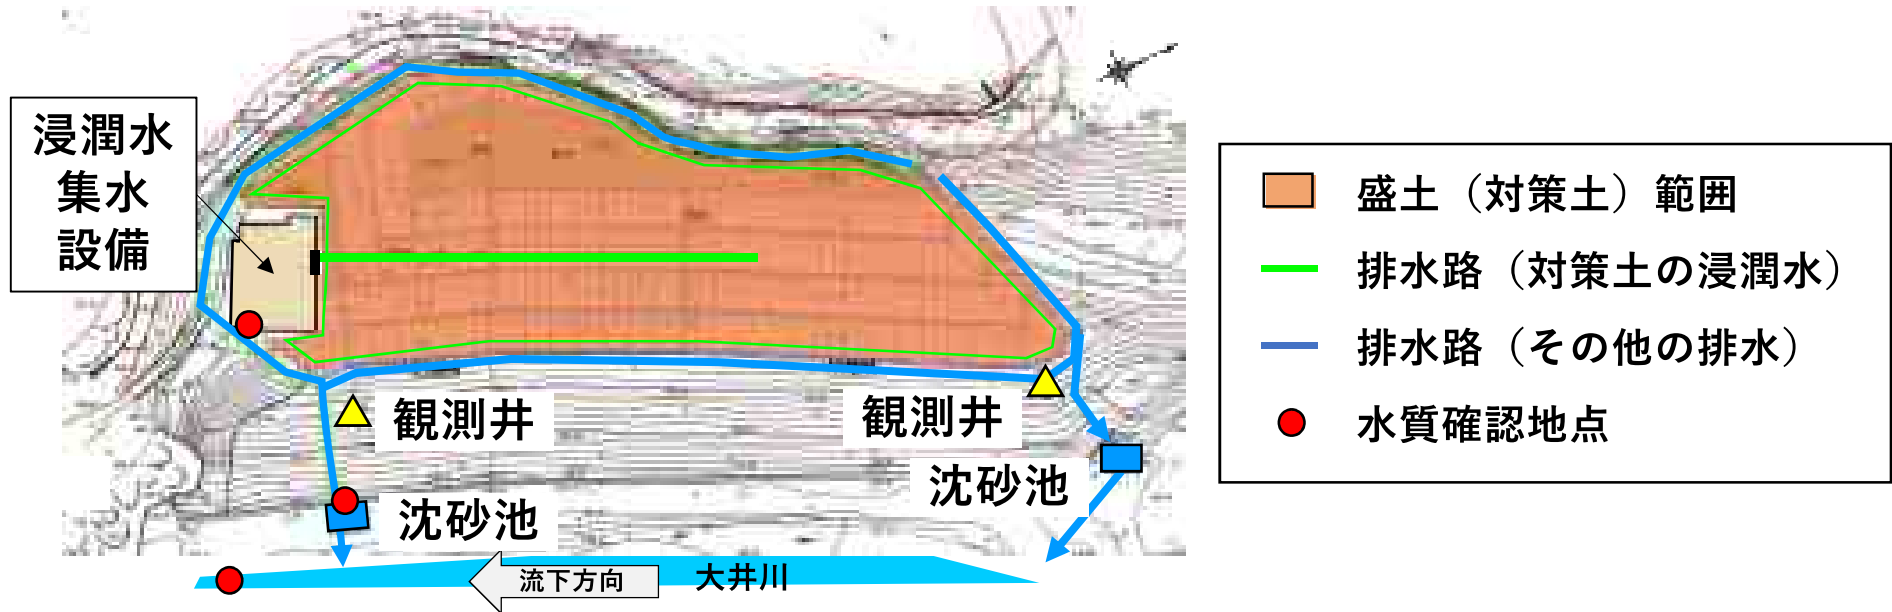 浸潤水
集水
設備
観測井
観測井
沈砂池
沈砂池
流下方向
大井川
盛土（対策土）範囲
排水路（対策土の浸潤水）
排水路（その他の排水）
水質確認地点